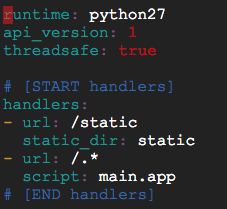 runtime: python27
api_version: 1
threadsafe: true

# [START handlers]
handlers:
- url: /static
  static_dir: static
- url: /.*
  script: main.app
# [END handlers]